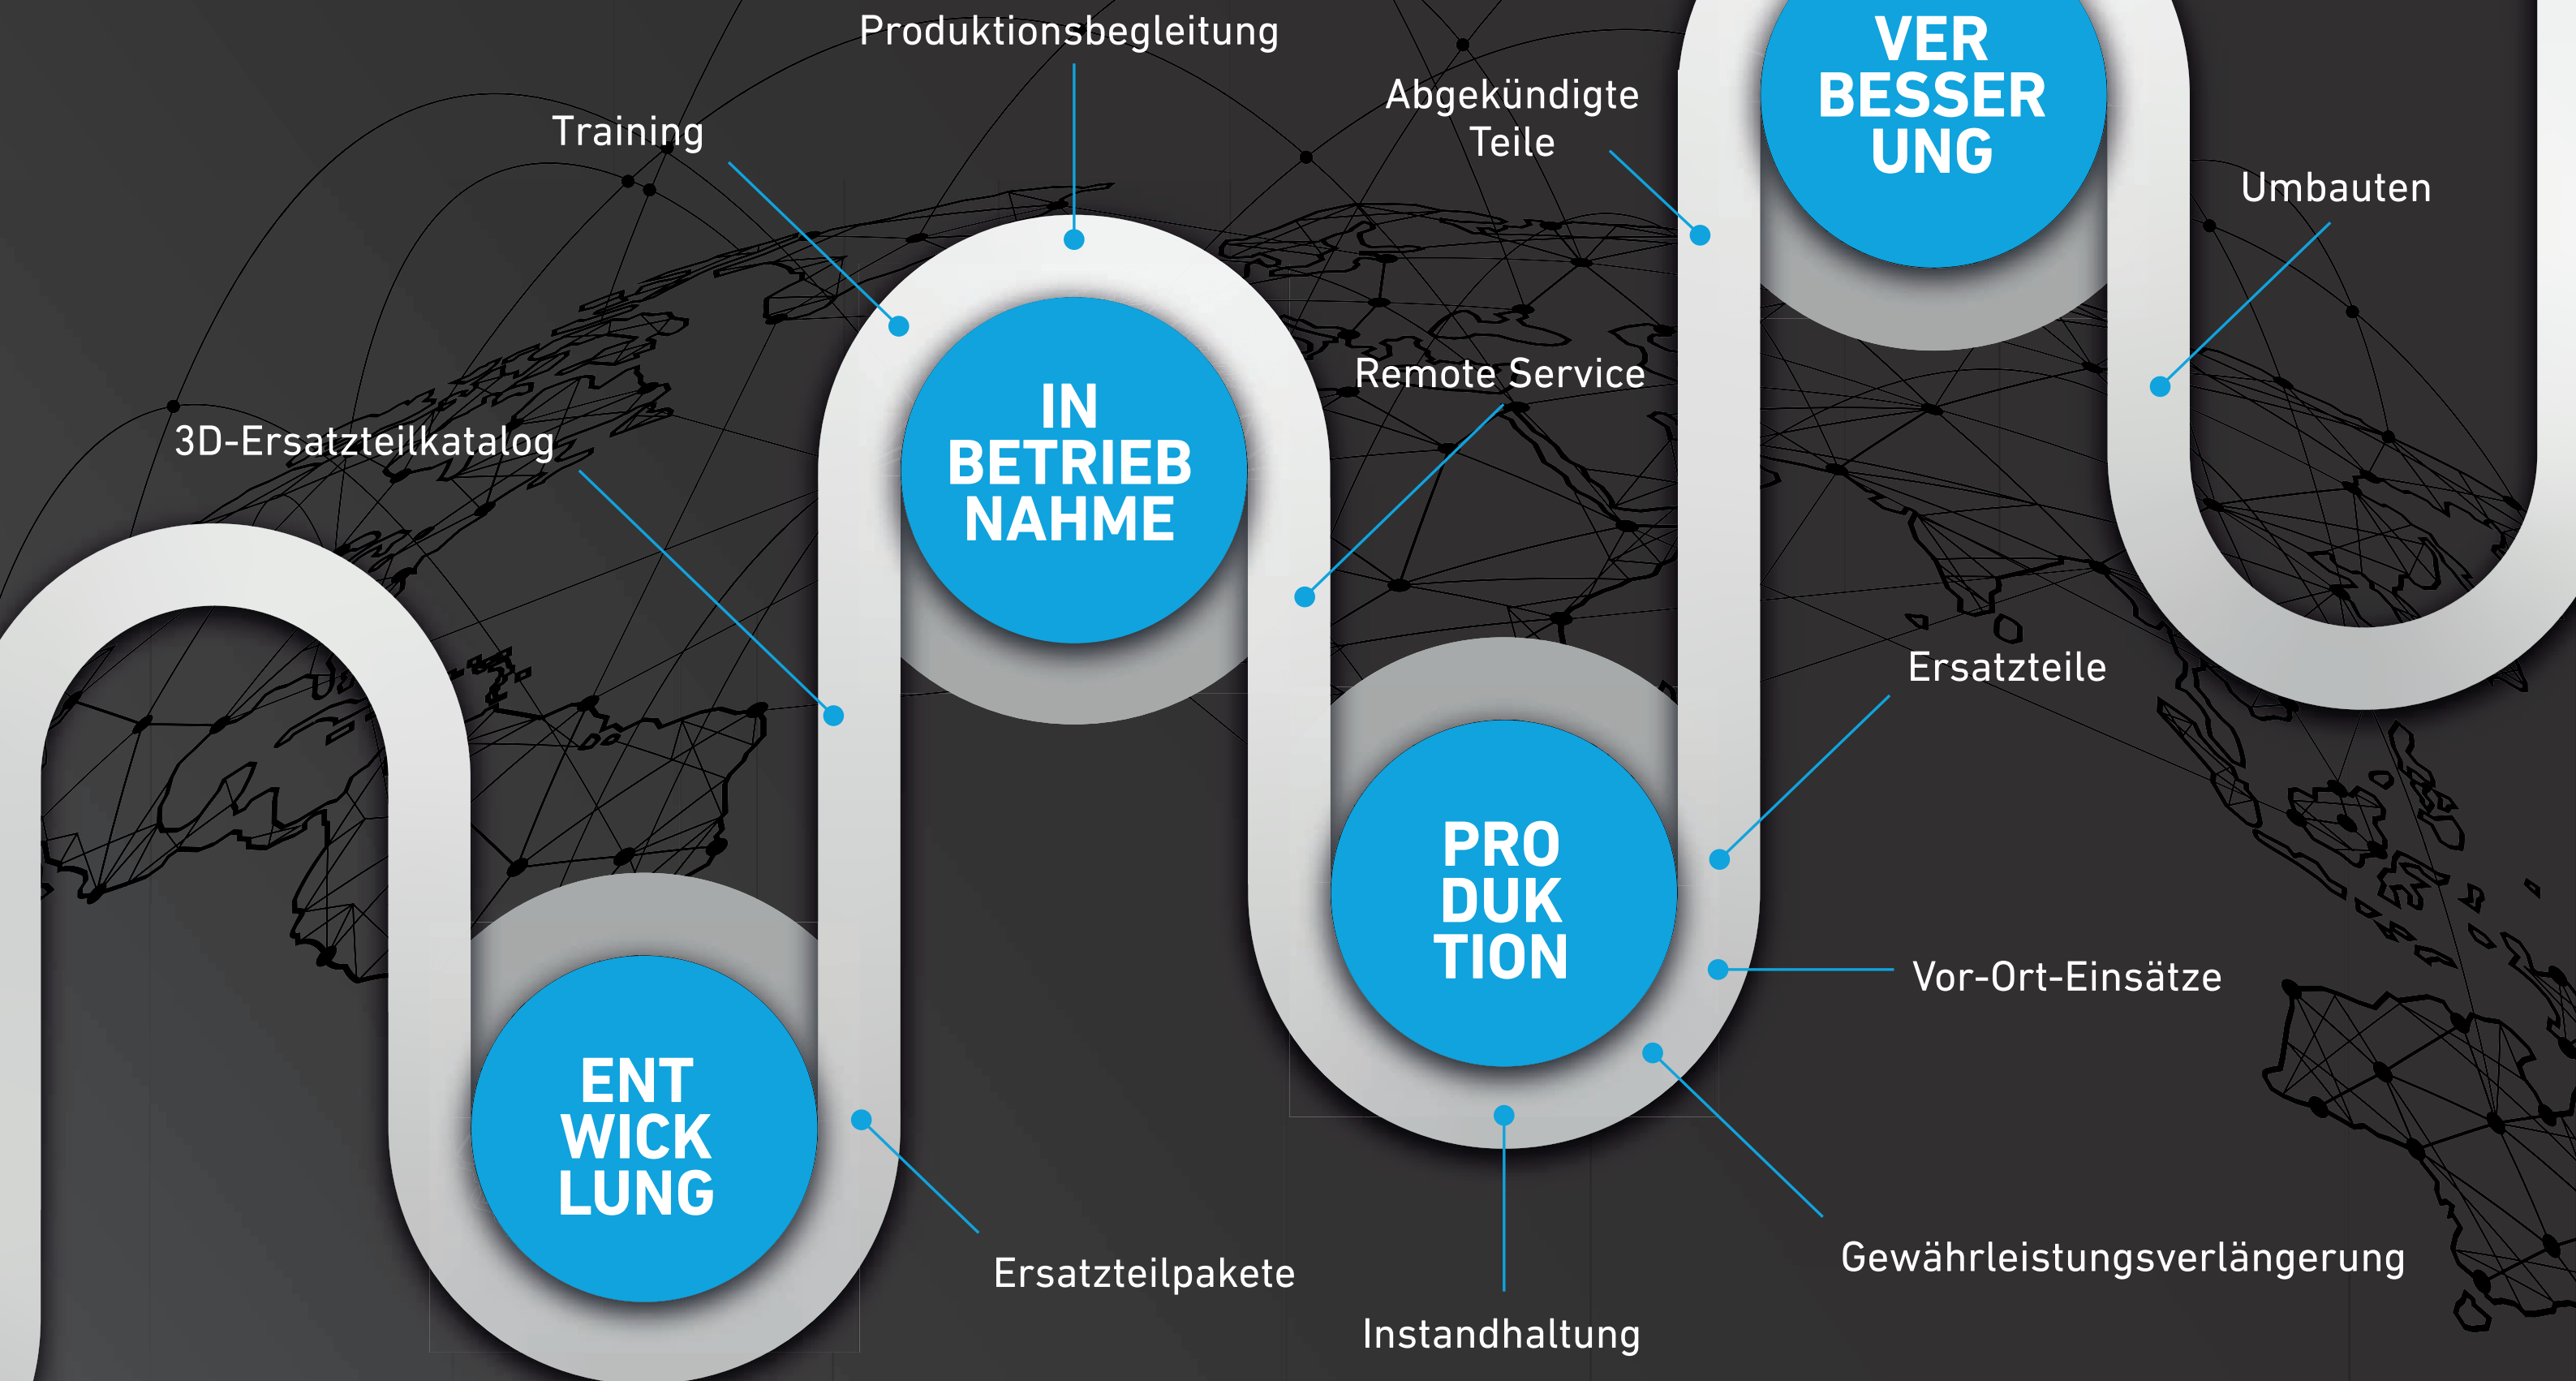 Produktionsbegleitung
Training
Abgekündigte
Teile
VER
BESSER
UNG
Umbauten
3D-Ersatzteilkatalog
IN
BETRIEB
NAHME
Remote Service
Ersatzteile
PRO
DUK
TION
Vor-Ort-Einsätze
ENT
WICK
LUNG
Ersatzteilpakete
Gewährleistungsverlängerung
Instandhaltung